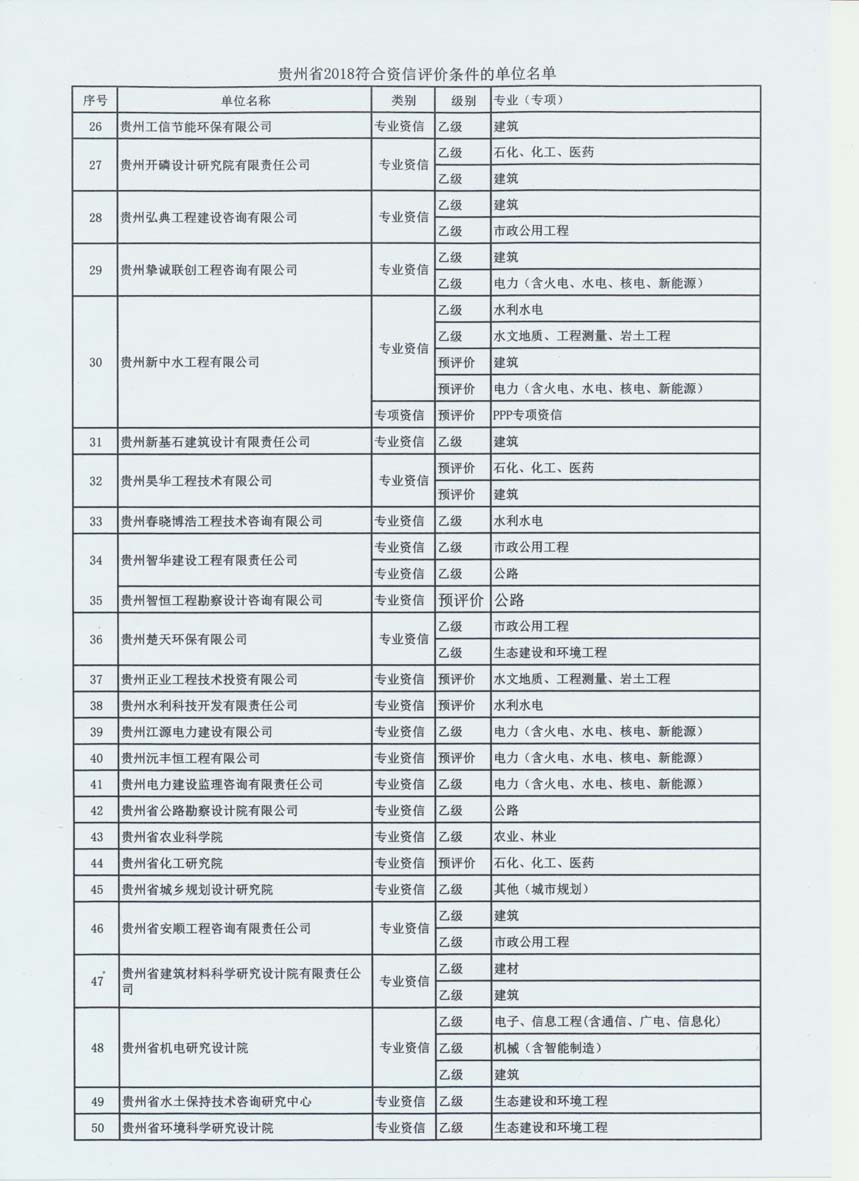 贵州省2018符合资信评价条件的单位名单
序号 单位名称 类别 级别 专业（专项）
26 贵州工信节能环保有限公司 专业资信 乙级 建筑
27 贵州开磷设计研究院有限责任公司 专业资信 乙级 石化、化工、医药
乙级 建筑
28 贵州弘典工程建设咨询有限公司 专业资信 乙级 建筑
乙级 市政公用工程
29 贵州挚诚联创工程咨询有限公司 专业资信 乙级 建筑
乙级 电力（含火电、水电、核电、新能源）
30 贵州新中水工程有限公司 专业资信 乙级 水利水电
乙级 水文地质、工程测量、岩土工程
预评价 建筑
预评价 电力（含火电、水电、核电、新能源）
专项资信 预评价 PPP专项资信
31 贵州新基石建筑设计有限责任公司 专业资信 乙级 建筑
32 贵州昊华工程技术有限公司 专业资信 预评价 石化、化工、医药
预评价 建筑
33 贵州春晓博浩工程技术咨询有限公司 专业资信 乙级 水利水电
34 贵州智华建设工程有限责任公司 专业资信 乙级 市政公用工程
专业资信 乙级 公路
35 贵州智恒工程勘察设计咨询有限公司 专业资信 预评价 公路
36 贵州楚天环保有限公司 专业资信 乙级 市政公用工程
乙级 生态建设和环境工程
37 贵州正业工程技术投资有限公司 专业资信 预评价 水文地质、工程测量、岩土工程
38 贵州水利科技开发有限责任公司 专业资信 预评价 水利水电
39 贵州江源电力建设有限公司 专业资信 乙级 电力（含火电、水电、核电、新能源）
40 贵州沅丰恒工程有限公司 专业资信 预评价 电力（含火电、水电、核电、新能源）
41 贵州电力建设监理咨询有限责任公司 专业资信 乙级 电力（含火电、水电、核电、新能源）
42 贵州省公路勘察设计院有限公司 专业资信 乙级 公路
43 贵州省农业科学院 专业资信 乙级 农业、林业
44 贵州省化工研究院 专业资信 预评价 石化、化工、医药
45 贵州省城乡规划设计研究院 专业资信 乙级 其他（城市规划）
46 贵州省安顺工程咨询有限责任公司 专业资信 乙级 建筑
乙级 市政公用工程
47 贵州省建筑材料科学研究设计院有限责任公 专业资信 乙级 建材
司
乙级 建筑
48 贵州省机电研究设计院 专业资信 乙级 电子、信息工程(含通信、广电、信息化)
乙级 机械（含智能制造）
乙级 建筑
49 贵州省水土保持技术咨询研究中心 专业资信 乙级 生态建设和环境工程
50 贵州省环境科学研究设计院 专业资信 乙级 生态建设和环境工程